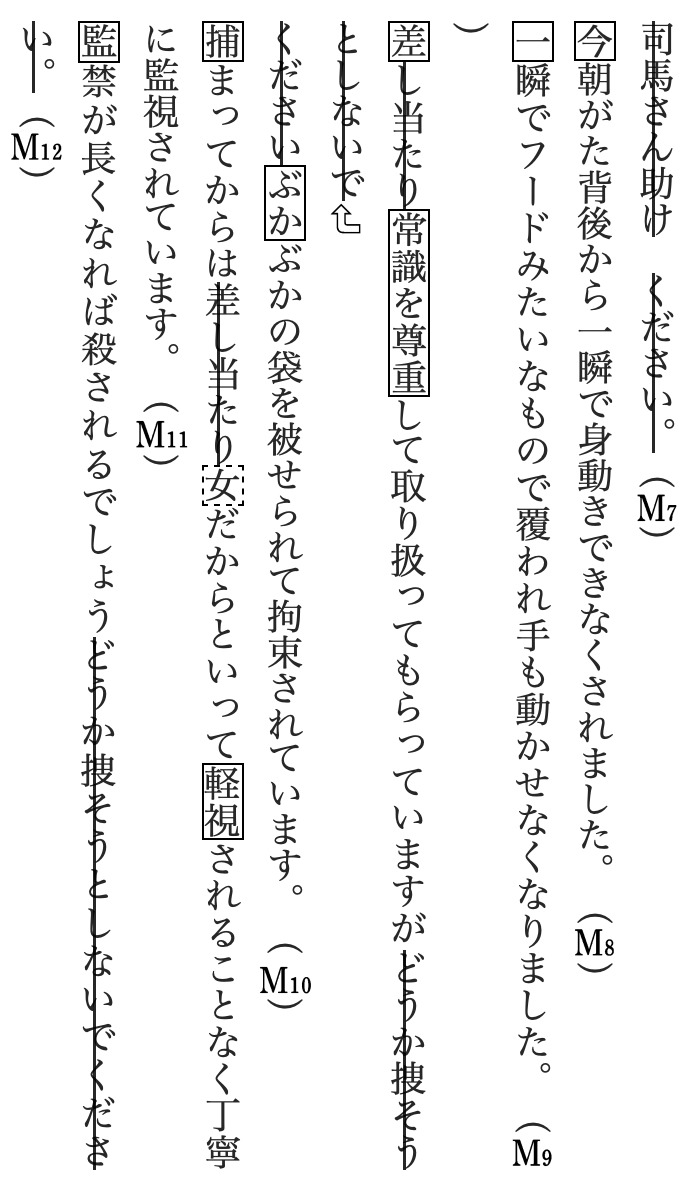 司馬さん助け　ください。（M7）
今朝がた背後から一瞬で身動きできなくされました。（M8）
一瞬でフードみたいなもので覆われ手も動かせなくなりました。（M9
）
差し当たり常識を尊重して取り扱ってもらっていますがどうか捜そう
としないで
くださいぶかぶかの袋を被せられて拘束されています。（M10）
捕まってからは差し当たり女だからといって軽視されることなく丁寧
に監視されています。（M11）
監禁が長くなれば殺されるでしょうどうか捜そうとしないでくださ
い。（M12）